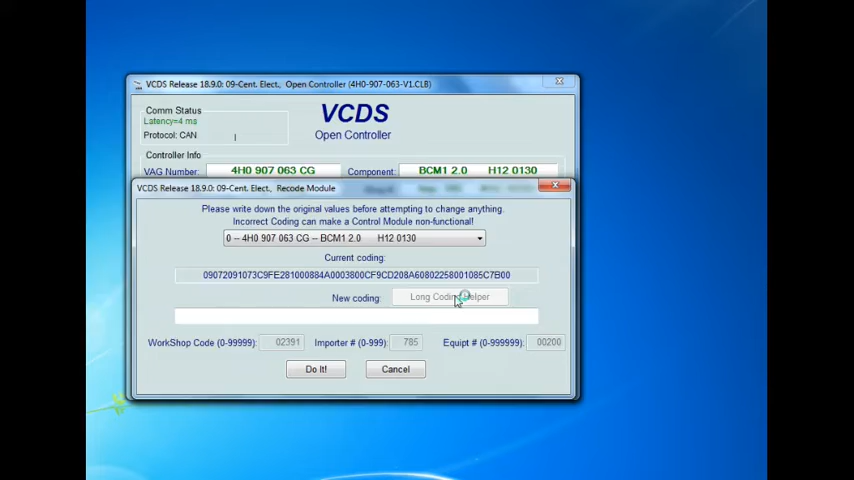 VCDS Release 18.9.0: 09-Cent. Elect., Open Controller (4H0-907-063-V1.CLB)
Comm Status
Latency=4 ms
Protocol: CAN
VCDS
Open Controller
Controller Info
VAG Number: 4H0 907 063 CG Component: BCM1 2.0 H12 0130
VCDS Release 18.9.0: 09-Cent. Elect., Recode Module
Please write down the original values before attempting to change anything.
Incorrect Coding can make a Control Module non-functional!
0 -- 4H0 907 063 CG -- BCM1 2.0 H12 0130
Current coding:
09072091073C9FE281000884A0003800CF9CD208A60802258001085C7B00
New coding: Long Coding Helper
WorkShop Code (0-99999): 02391 Importer # (0-999): 785 Equipt # (0-999999): 00200
Do It! Cancel